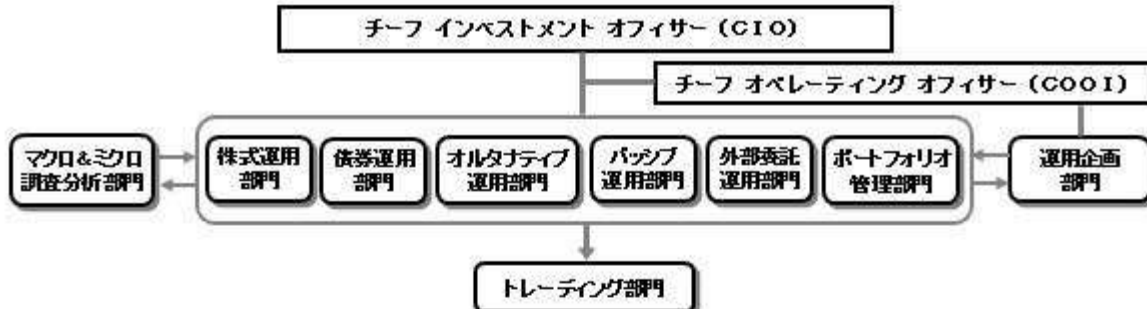 チーフ インベストメント オフィサー (CIO)
チーフ オペレーティング オフィサー (COOI)
マクロ&ミクロ
調査分析部門
株式運用
部門
債券運用
部門
オルタナティブ
運用部門
パッシブ
運用部門
外部委託
運用部門
ポートフォリオ
管理部門
運用企画
部門
トレーディング部門